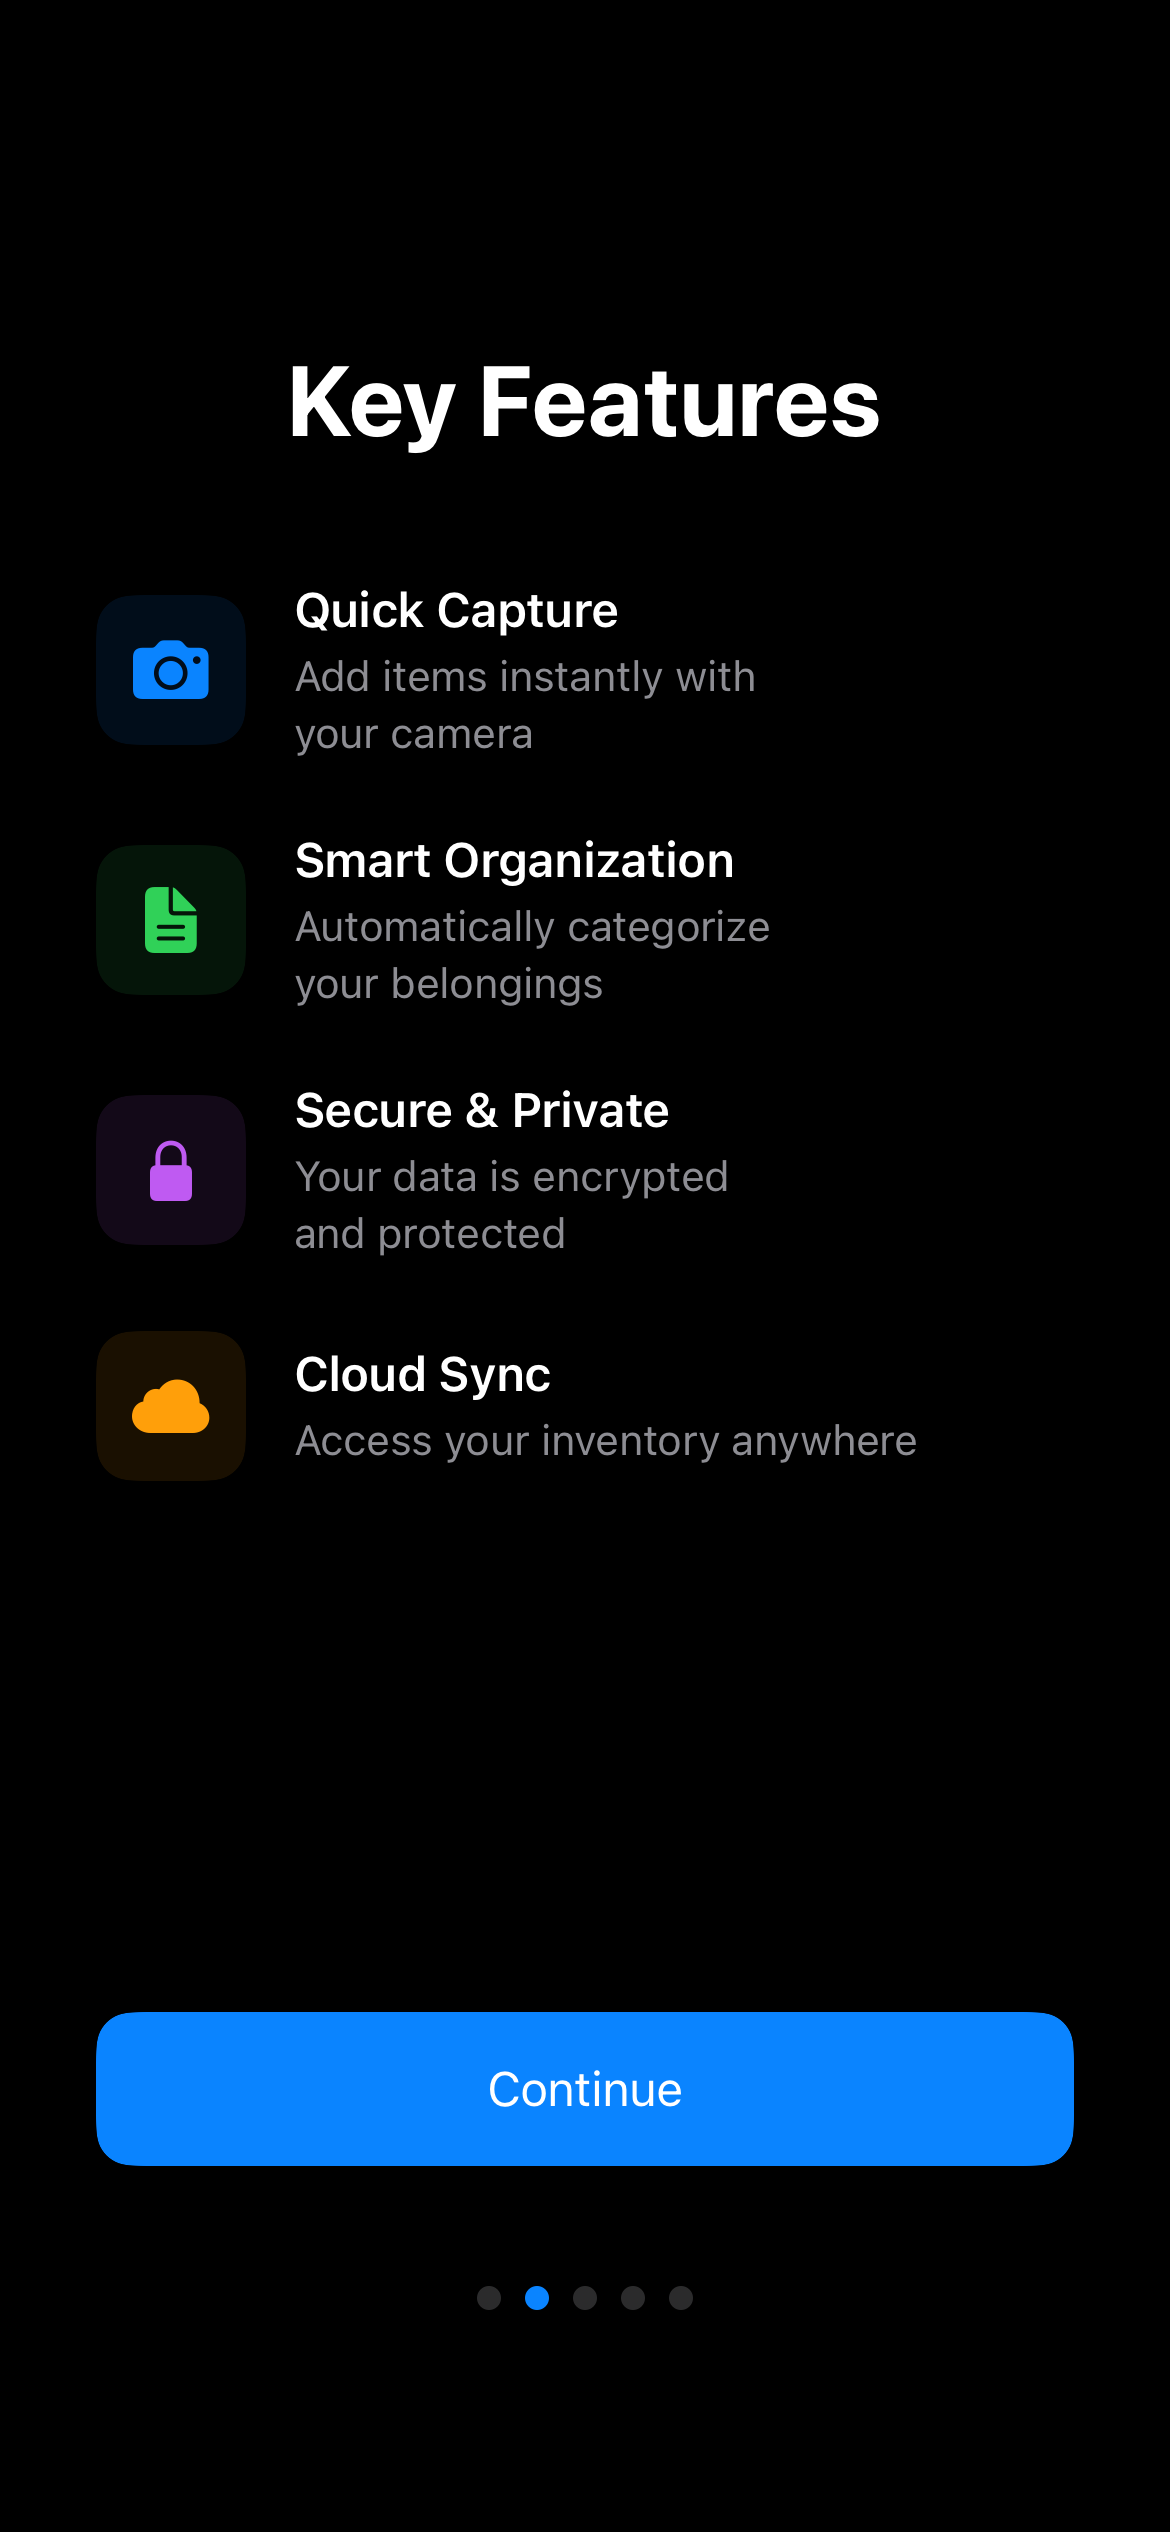 Key Features
Quick Capture
Add items instantly with
your camera
Smart Organization
Automatically categorize
your belongings
Secure & Private
Your data is encrypted
and protected
Cloud Sync
Access your inventory anywhere
Continue